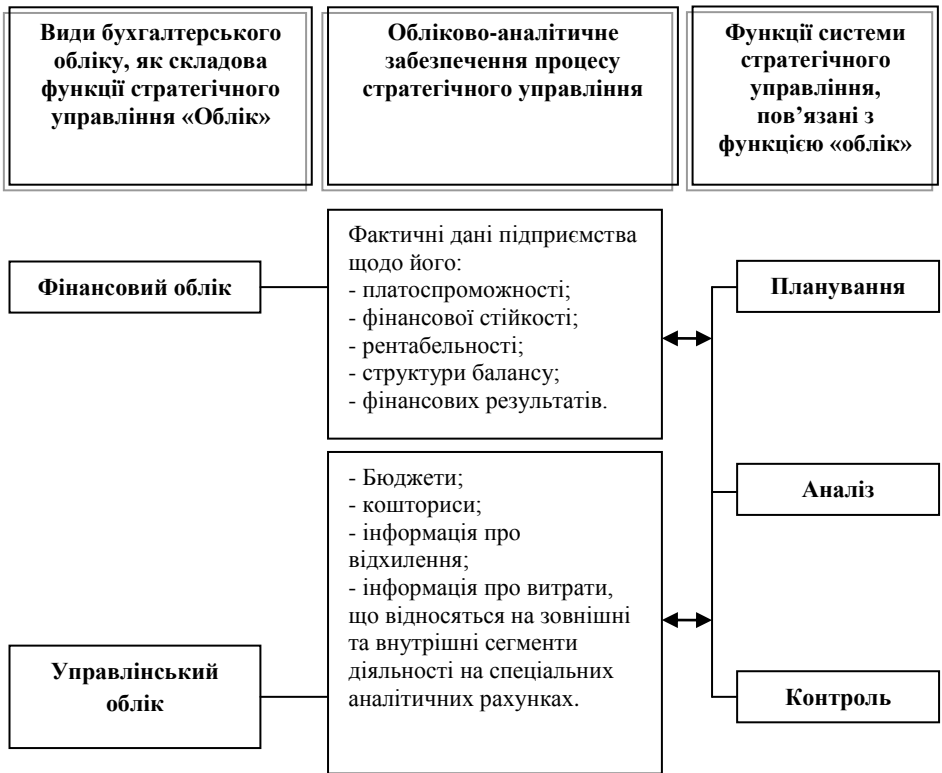 Види бухгалтерського
обліку, як складова
функції стратегічного
управління «Облік»
Обліково-аналітичне
забезпечення процесу
стратегічного управління
Функції системи
стратегічного
управління,
пов’язані з
функцією «облік»
Фінансовий облік
Фактичні дані підприємства
щодо його:
- платоспроможності;
- фінансової стійкості;
- рентабельності;
- структури балансу;
- фінансових результатів.
Планування
- Бюджети;
- кошториси;
- інформація про
відхилення;
- інформація про витрати,
що відносяться на зовнішні
та внутрішні сегменти
діяльності на спеціальних
аналітичних рахунках.
Аналіз
Управлінський
облік
Контроль